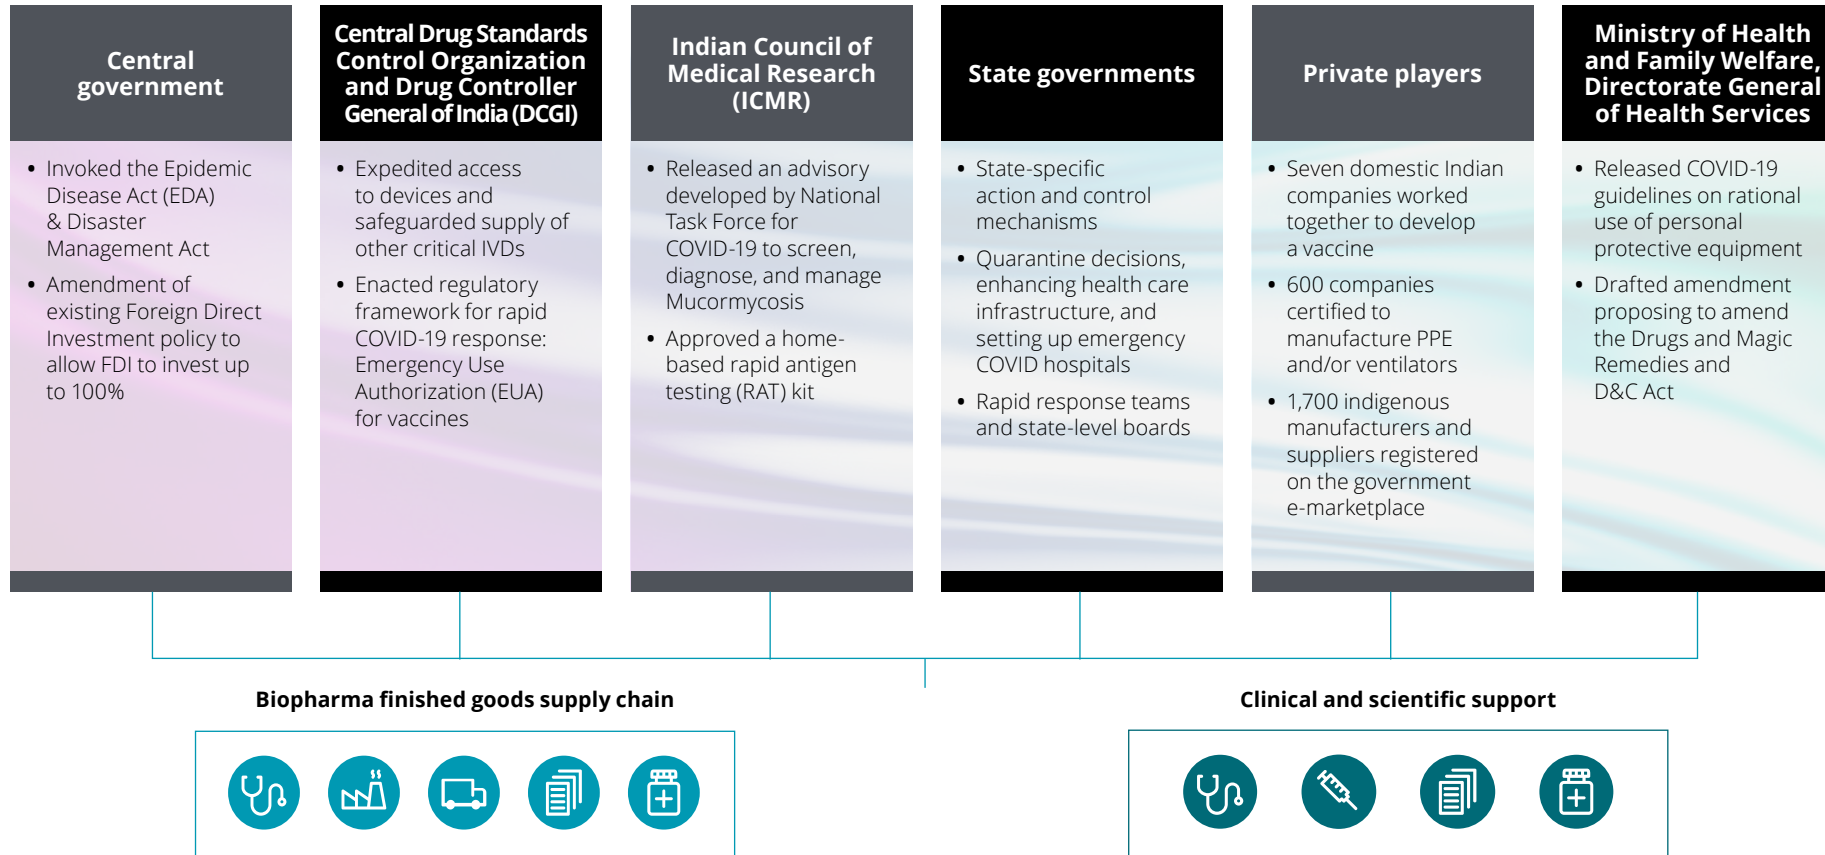 Central
government
• Invoked the Epidemic
Disease Act (EDA)
& Disaster
Management Act
• Amendment of
existing Foreign Direct
Investment policy to
allow FDI to invest up
to 100%
Central Drug Standards
Control Organization
and Drug Controller
General of India (DCGI)
• Expedited access
to devices and
safeguarded supply of
other critical IVDs
• Enacted regulatory
framework for rapid
COVID-19 response:
Emergency Use
Authorization (EUA)
for vaccines
Indian Council of
Medical Research
(ICMR)
• Released an advisory
developed by National
Task Force for
COVID-19 to screen,
diagnose, and manage
Mucormycosis
• Approved a home-
based rapid antigen
testing (RAT) kit
State governments
• State-specific
action and control
mechanisms
• Quarantine decisions,
enhancing health care
infrastructure, and
setting up emergency
COVID hospitals
• Rapid response teams
and state-level boards
Private players
• Seven domestic Indian
companies worked
together to develop
a vaccine
• 600 companies
certified to
manufacture PPE
and/or ventilators
• 1,700 indigenous
manufacturers and
suppliers registered
on the government
e-marketplace
Ministry of Health
and Family Welfare,
Directorate General
of Health Services
• Released COVID-19
guidelines on rational
use of personal
protective equipment
• Drafted amendment
proposing to amend
the Drugs and Magic
Remedies and
D&C Act
Biopharma finished goods supply chain
Clinical and scientific support